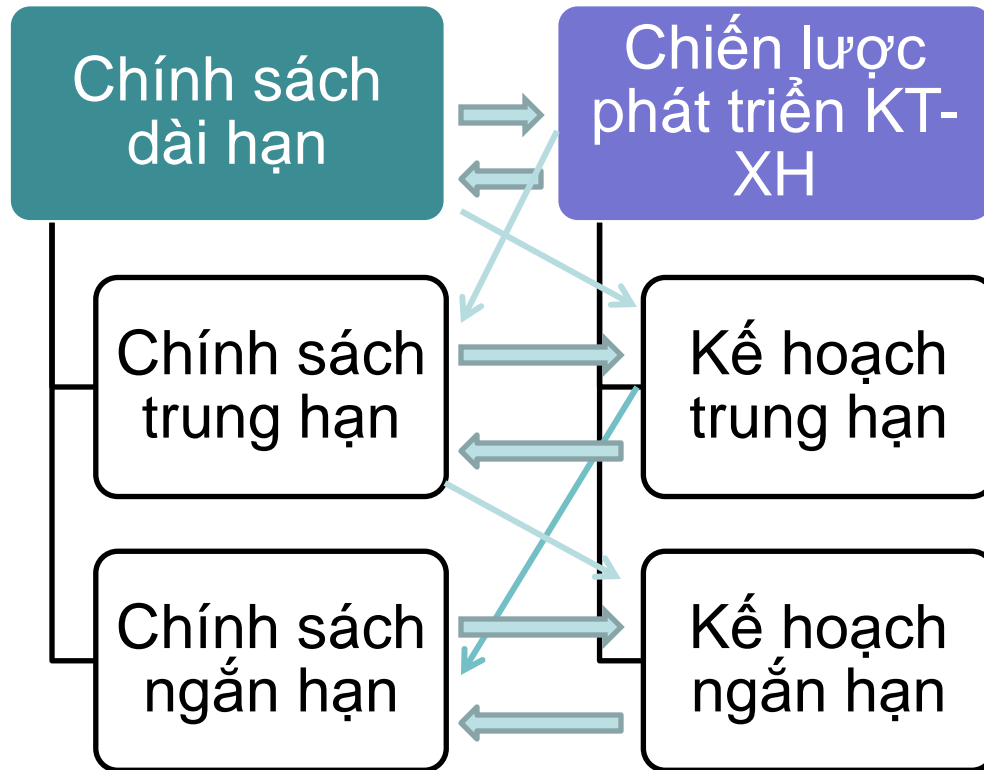 Chính sách
dài hạn
Chiến lược
phát triển KT-
XH
Chính sách
trung hạn
Kế hoạch
trung hạn
Chính sách
ngắn hạn
Kế hoạch
ngắn hạn